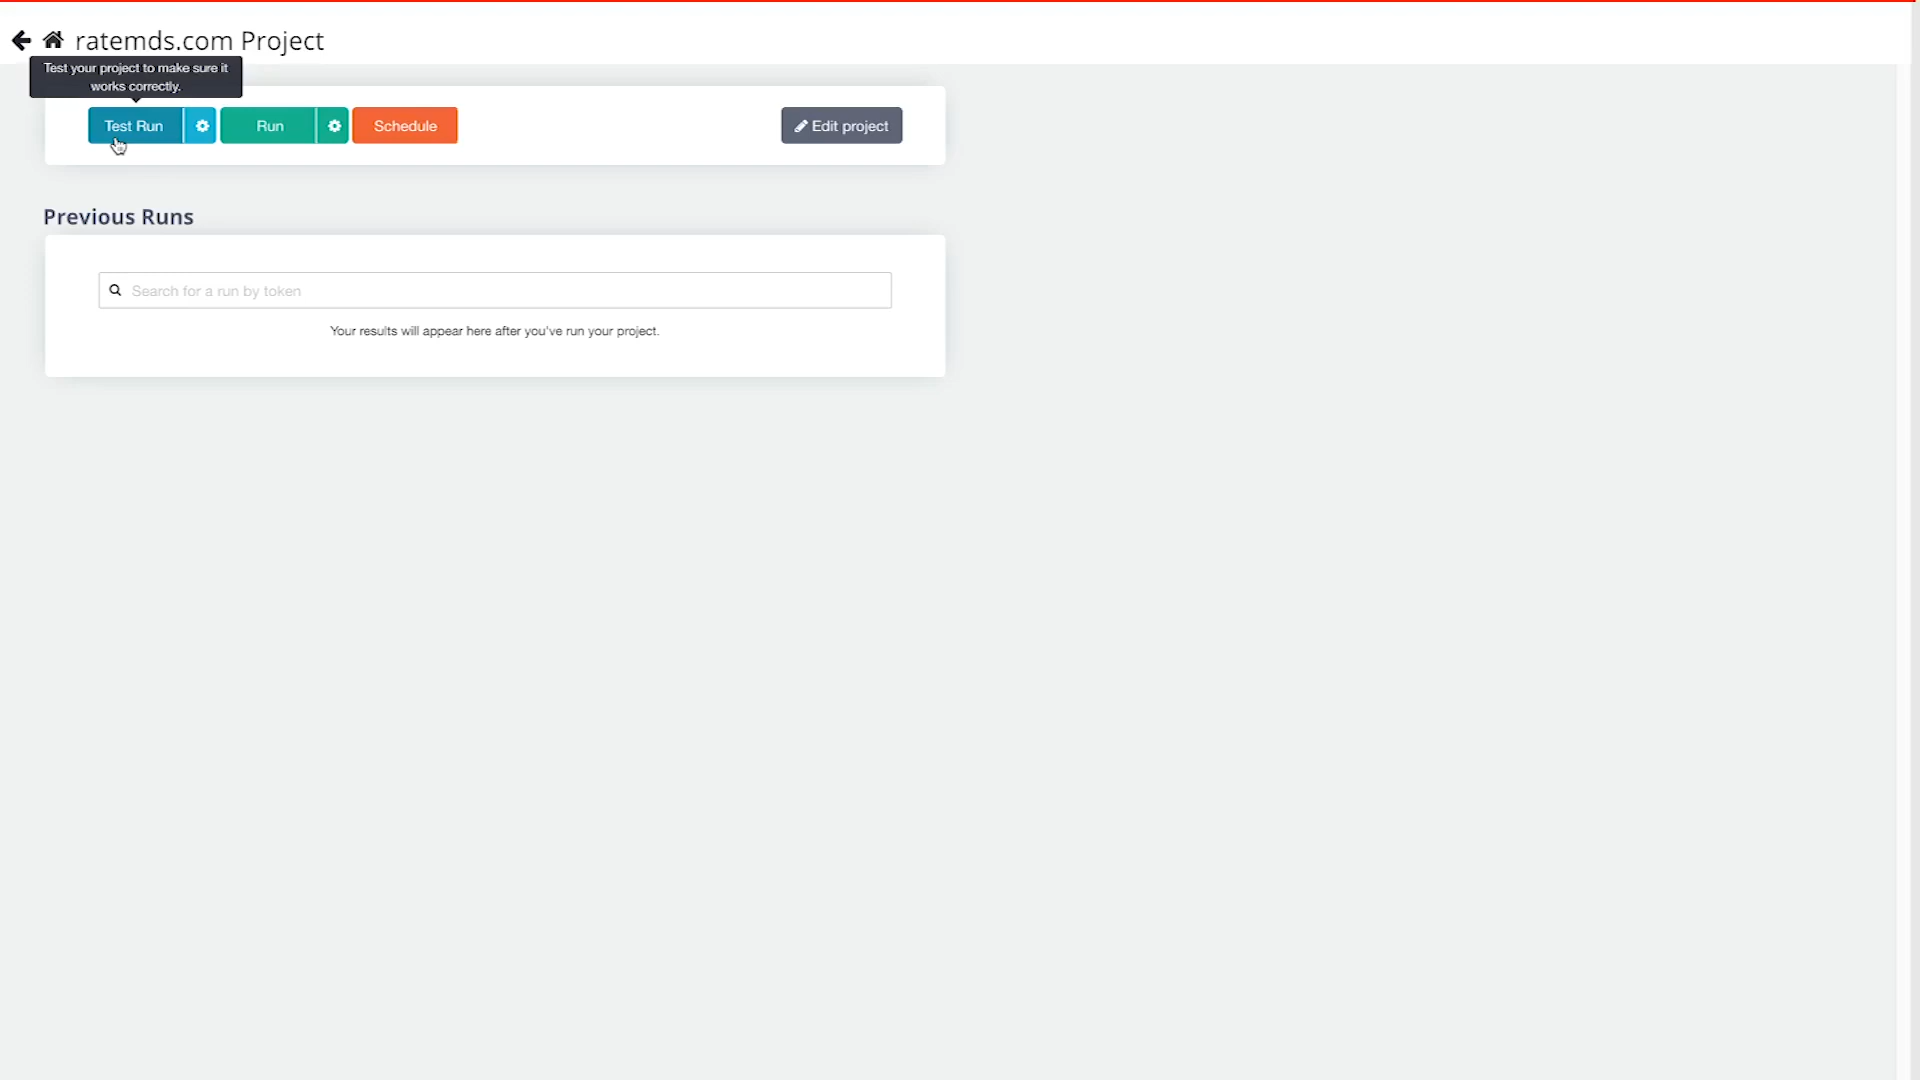 ratemds.com Project
Test your project to make sure it
works correctly.
Test Run
Run
Schedule
Edit project
Previous Runs
Search for a run by token
Your results will appear here after you've run your project.